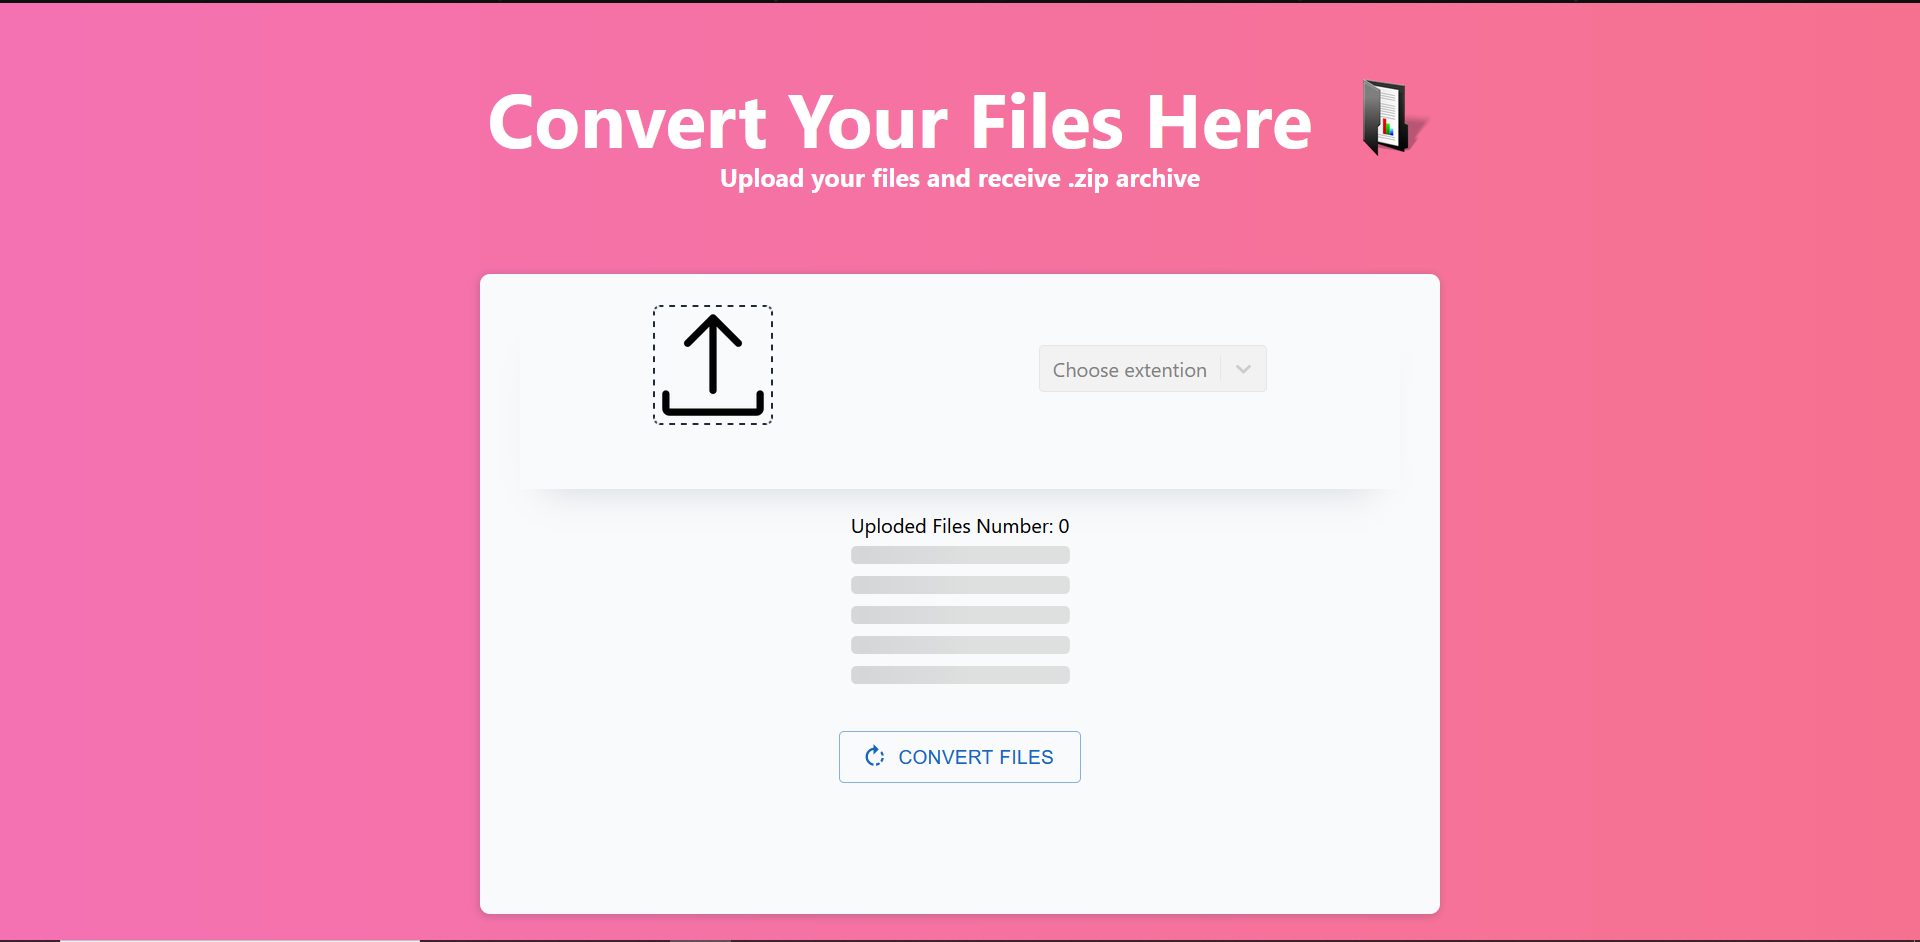 Convert Your Files Here
Upload your files and receive .zip archive
Choose extention
Uploded Files Number: 0
CONVERT FILES